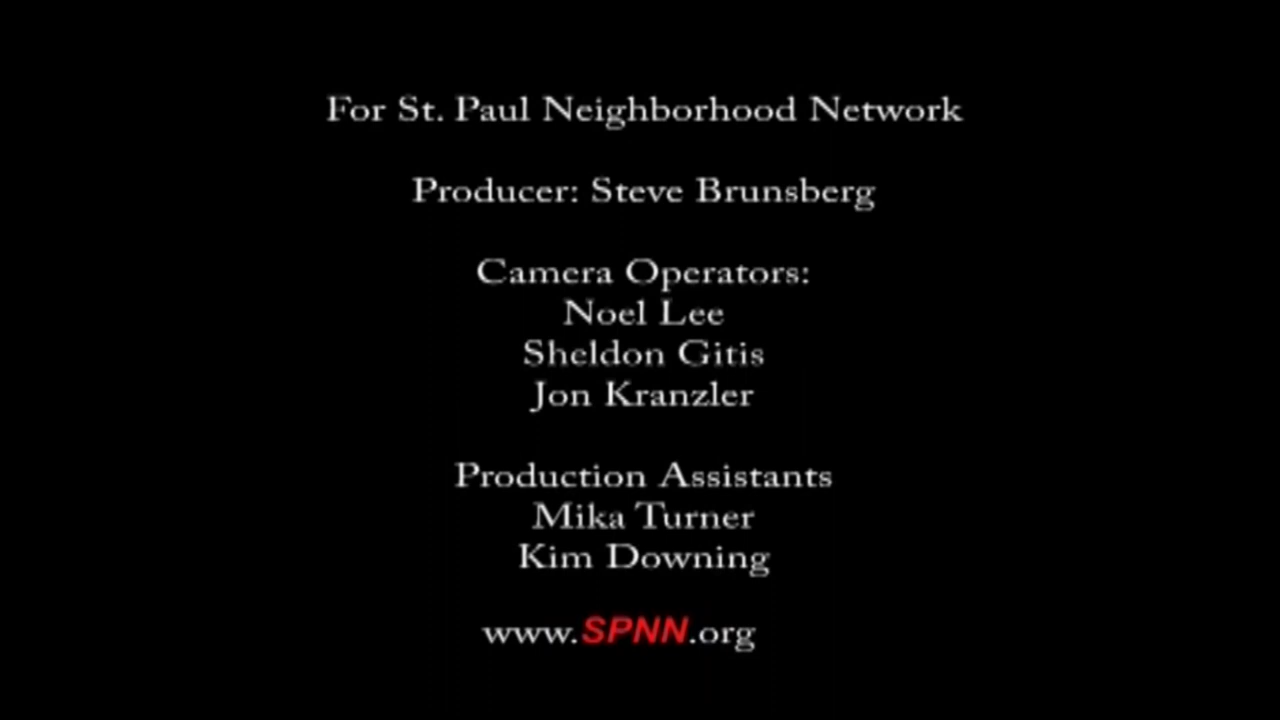 For St. Paul Neighborhood Network
Producer: Steve Brunsberg
Camera Operators:
Noel Lee
Sheldon Gitis
Jon Kranzler
Production Assistants
Mika Turner
Kim Downing
www.SPNN.org